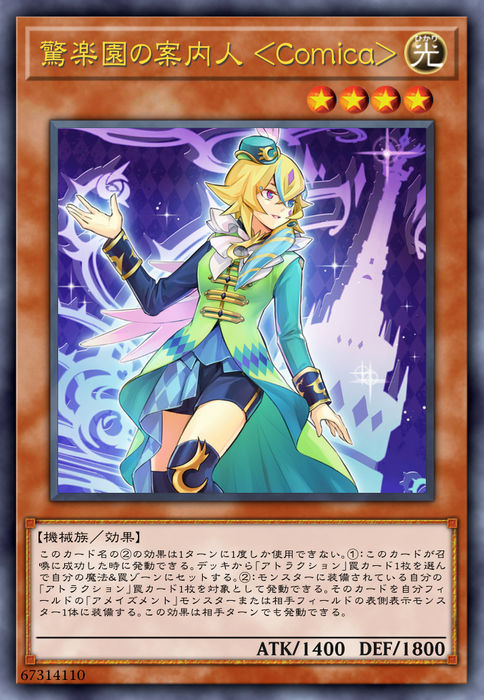 驚楽園の案内人 <Comica>
ひかり
光
【機械族／効果】
このカード名の②の効果は1ターンに1度しか使用できない。①:このカードが召
喚に成功した時に発動できる。デッキから「アトラクション」罠カード1枚を選ん
で自分の魔法&罠ゾーンにセットする。②:モンスターに装備されている自分の
「アトラクション」罠カード1枚を対象として発動できる。そのカードを自分フィ
ールドの「アメイズメント」モンスターまたは相手フィールドの表側表示モンス
ター1体に装備する。この効果は相手ターンでも発動できる。
ATK/1400 DEF/1800
67314110